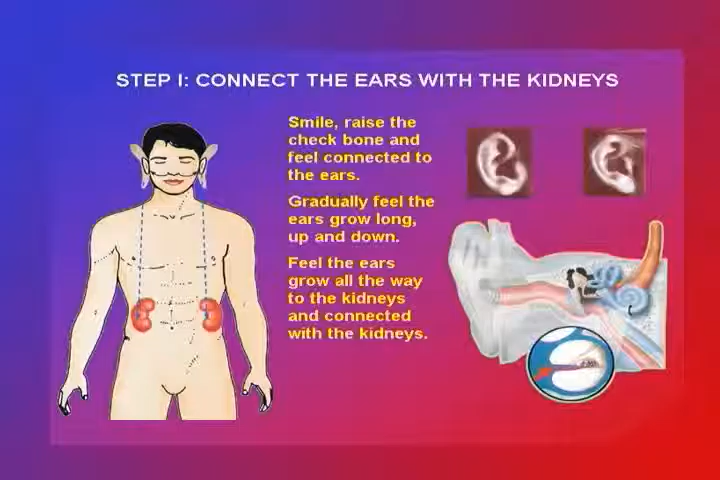 STEP I: CONNECT THE EARS WITH THE KIDNEYS
Smile, raise the
check bone and
feel connected to
the ears.
Gradually feel the
ears grow long,
up and down.
Feel the ears
grow all the way
to the kidneys
and connected
with the kidneys.